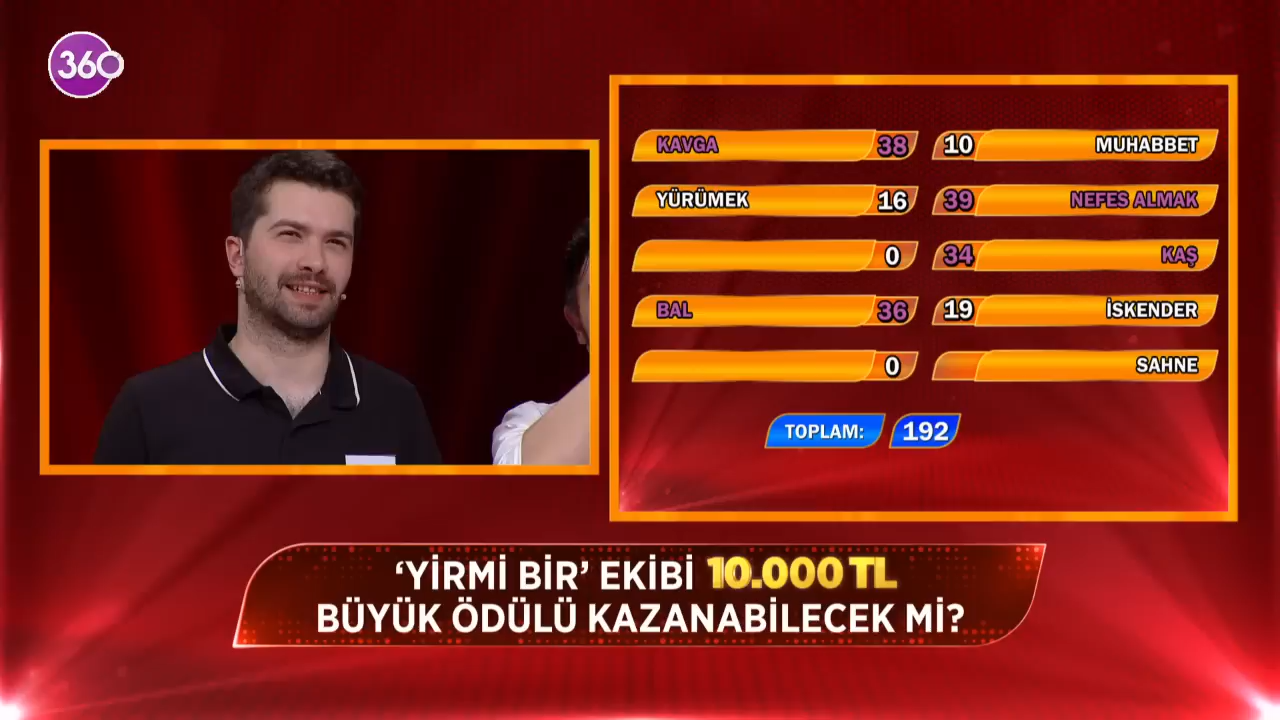 360
KAVGA 38 10 MUHABBET
YÜRÜMEK 16 39 NEFES ALMAK
0 34 KAŞ
BAL 36 19 İSKENDER
0 SAHNE
TOPLAM: 192
‘YİRMİ BİR’ EKİBİ 10.000 TL
BÜYÜK ÖDÜLÜ KAZANABİLECEK Mİ?